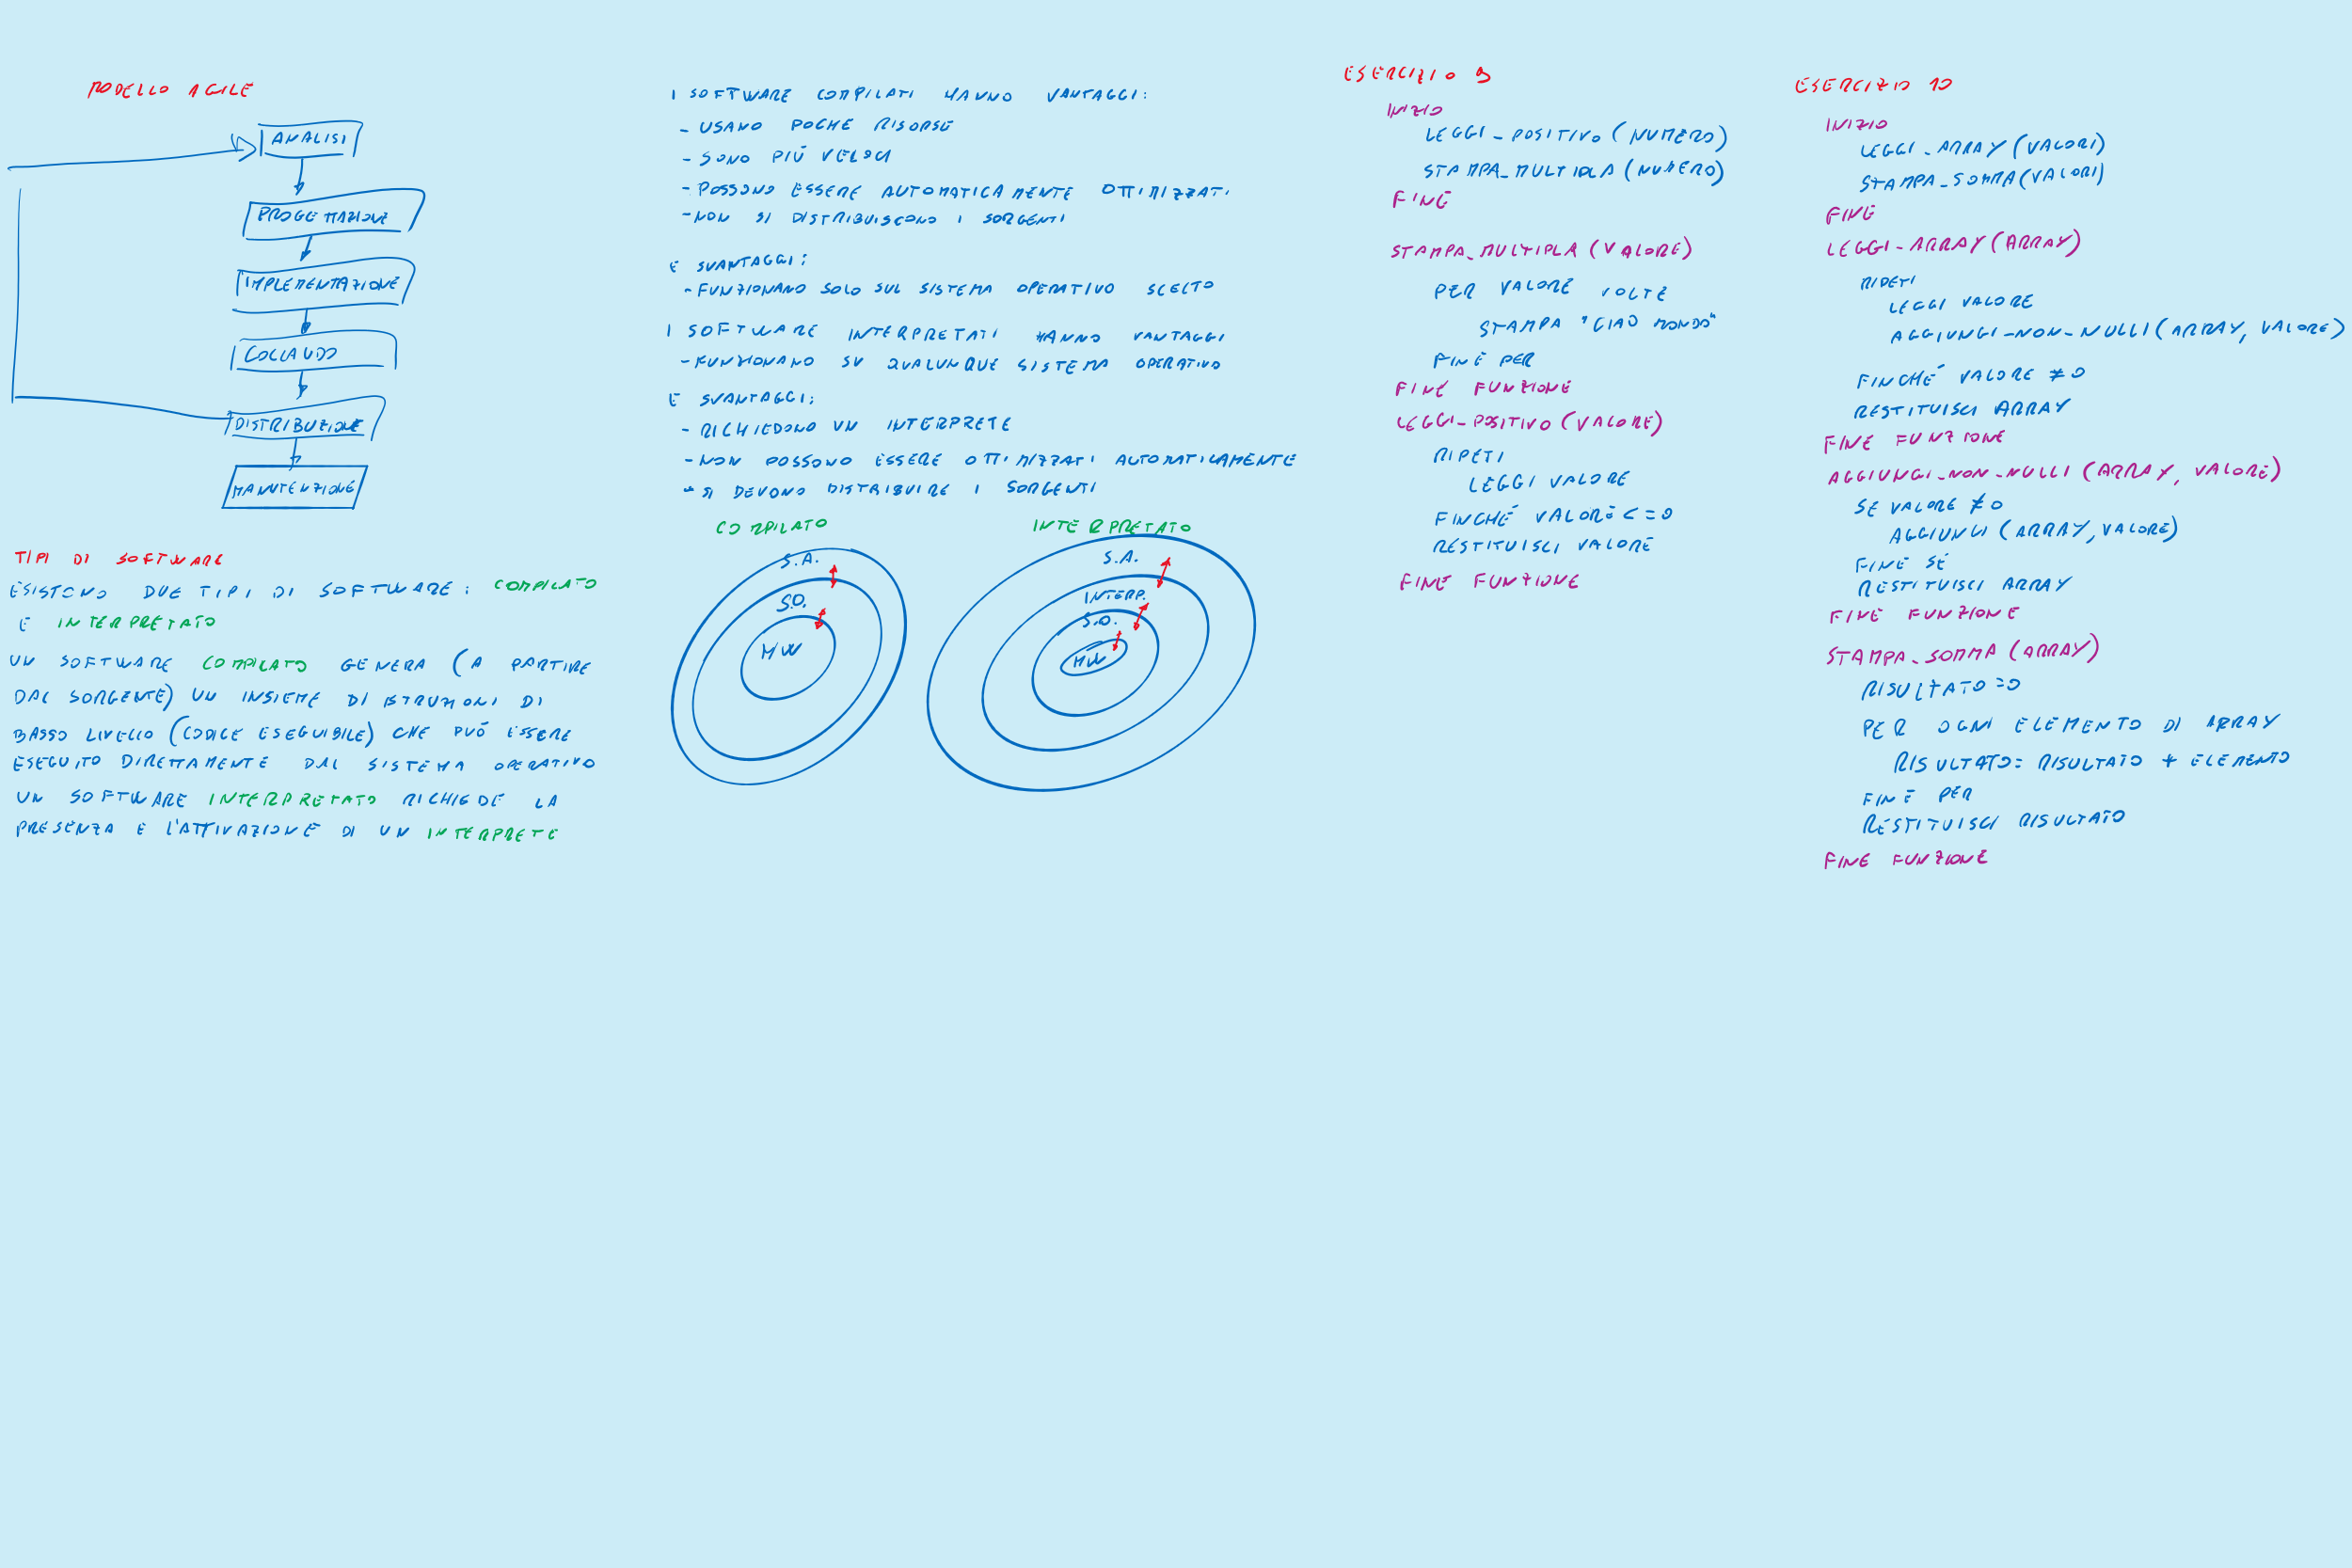 MODELLO AGILE
ANALISI
PROGETTAZIONE
IMPLEMENTAZIONE
COLLAUDO
DISTRIBUZIONE
MANUTENZIONE
TIPI DI SOFTWARE
ESISTONO DUE TIPI DI SOFTWARE: COMPILATO
E INTERPRETATO
UN SOFTWARE COMPILATO GENERA (A PARTIRE
DAL SORGENTE) UN INSIEME DI ISTRUZIONI DI
BASSO LIVELLO (CODICE ESEGUIBILE) CHE PUÓ ESSERE
ESEGUITO DIRETTAMENTE DAL SISTEMA OPERATIVO
UN SOFTWARE INTERPRETATO RICHIEDE LA
PRESENZA E L'ATTIVAZIONE DI UN INTERPRETE
I SOFTWARE COMPILATI HANNO VANTAGGI:
- USANO POCHE RISORSE
- SONO PIÚ VELOCI
- POSSONO ESSERE AUTOMATICAMENTE OTTIMIZZATI
- NON SI DISTRIBUISCONO I SORGENTI
E SVANTAGGI:
- FUNZIONANO SOLO SUL SISTEMA OPERATIVO SCELTO
I SOFTWARE INTERPRETATI HANNO VANTAGGI
- FUNZIONANO SU QUALUNQUE SISTEMA OPERATIVO
E SVANTAGGI:
- RICHIEDONO UN INTERPRETE
- NON POSSONO ESSERE OTTIMIZZATI AUTOMATICAMENTE
- SI DEVONO DISTRIBUIRE I SORGENTI
COMPILATO
S.A.
S.O.
HW
INTERPRETATO
S.A.
INTERP.
S.O.
HW
ESERCIZIO 9
INIZIO
LEGGI_POSITIVO (NUMERO)
STAMPA_MULTIPLA (NUMERO)
FINE
STAMPA_MULTIPLA (VALORE)
PER VALORE VOLTE
STAMPA "CIAO MONDO"
FINE PER
FINE FUNZIONE
LEGGI_POSITIVO (VALORE)
RIPETI
LEGGI VALORE
FINCHÉ VALORE <=0
RESTITUISCI VALORE
FINE FUNZIONE
ESERCIZIO 10
INIZIO
LEGGI_ARRAY (VALORI)
STAMPA_SOMMA (VALORI)
FINE
LEGGI_ARRAY (ARRAY)
RIPETI
LEGGI VALORE
AGGIUNGI_NON_NULLI (ARRAY, VALORE)
FINCHÉ VALORE ≠ 0
RESTITUISCI ARRAY
FINE FUNZIONE
AGGIUNGI_NON_NULLI (ARRAY, VALORE)
SE VALORE ≠ 0
AGGIUNGI (ARRAY, VALORE)
FINE SE
RESTITUISCI ARRAY
FINE FUNZIONE
STAMPA_SOMMA (ARRAY)
RISULTATO = 0
PER OGNI ELEMENTO DI ARRAY
RISULTATO = RISULTATO + ELEMENTO
FINE PER
RESTITUISCI RISULTATO
FINE FUNZIONE